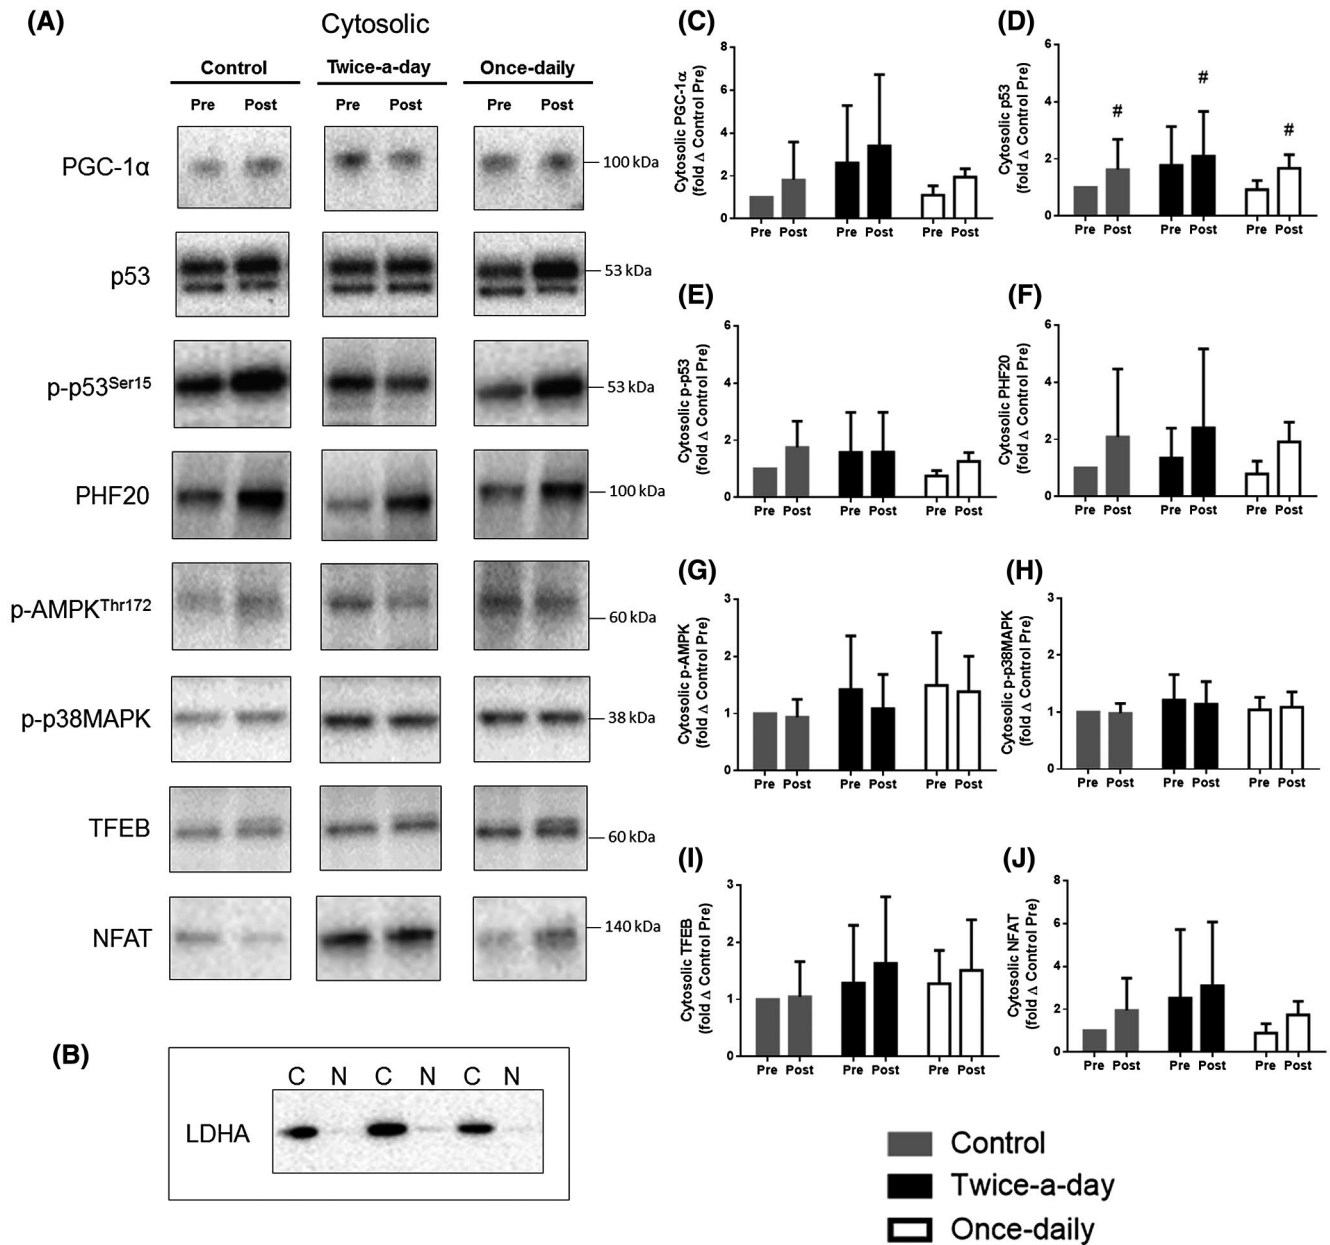 (A)
Cytosolic
Control Twice-a-day Once-daily
Pre Post Pre Post Pre Post
PGC-1α 100 kDa
p53 53 kDa
p-p53Ser15 53 kDa
PHF20 100 kDa
p-AMPKThr172 60 kDa
p-p38MAPK 38 kDa
TFEB 60 kDa
NFAT 140 kDa
(B)
C N C N C N
LDHA
(C)
Cytosolic PGC-1α
(fold Δ Control Pre)
8
6
4
2
0
Pre Post Pre Post Pre Post
(D)
Cytosolic p53
(fold Δ Control Pre)
6
4
2
0
# # #
Pre Post Pre Post Pre Post
(E)
Cytosolic p-p53
(fold Δ Control Pre)
6
4
2
0
Pre Post Pre Post Pre Post
(F)
Cytosolic PHF20
(fold Δ Control Pre)
6
4
2
0
Pre Post Pre Post Pre Post
(G)
Cytosolic p-AMPK
(fold Δ Control Pre)
3
2
1
0
Pre Post Pre Post Pre Post
(H)
Cytosolic p-p38MAPK
(fold Δ Control Pre)
3
2
1
0
Pre Post Pre Post Pre Post
(I)
Cytosolic TFEB
(fold Δ Control Pre)
3
2
1
0
Pre Post Pre Post Pre Post
(J)
Cytosolic NFAT
(fold Δ Control Pre)
8
6
4
2
0
Pre Post Pre Post Pre Post
Control
Twice-a-day
Once-daily